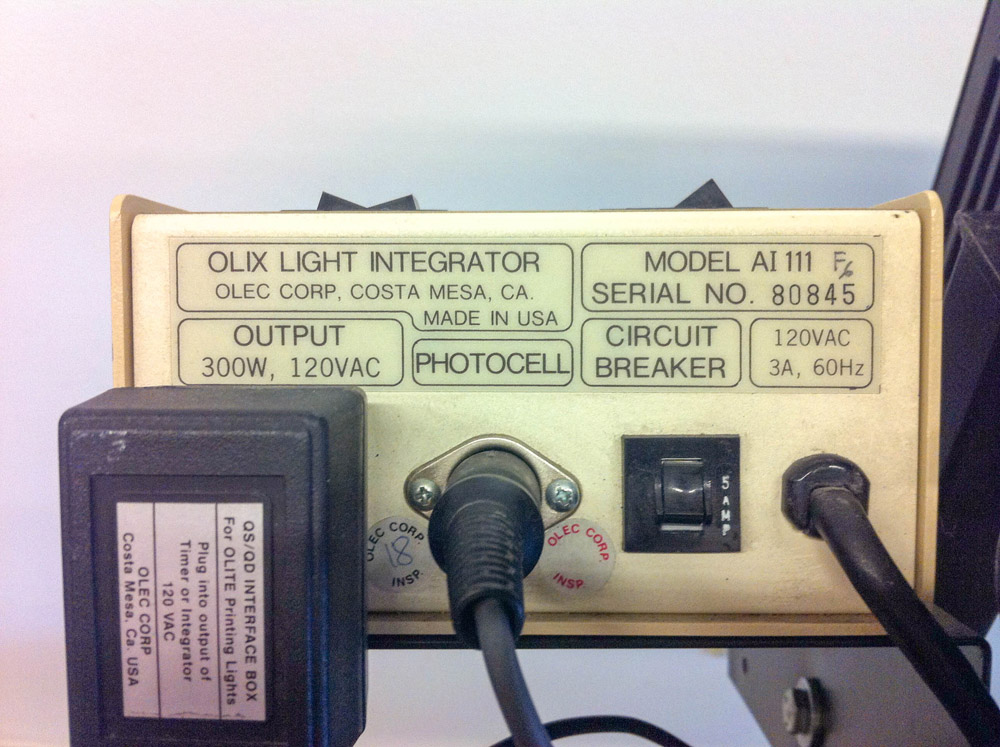 OLIX LIGHT INTEGRATOR
OLEC CORP, COSTA MESA, CA.
MADE IN USA
MODEL AI 111 F/6
SERIAL NO. 80845
OUTPUT
300W, 120VAC
PHOTOCELL
CIRCUIT
BREAKER
120VAC
3A, 60Hz
5 AMP
OLEC CORP.
18
INSP.
OLEC CORP.
INSP.
QS/QD INTERFACE BOX
For OLITE Printing Lights
Plug into output of
Timer or Integrator
120 VAC
OLEC CORP
Costa Mesa, Ca. USA